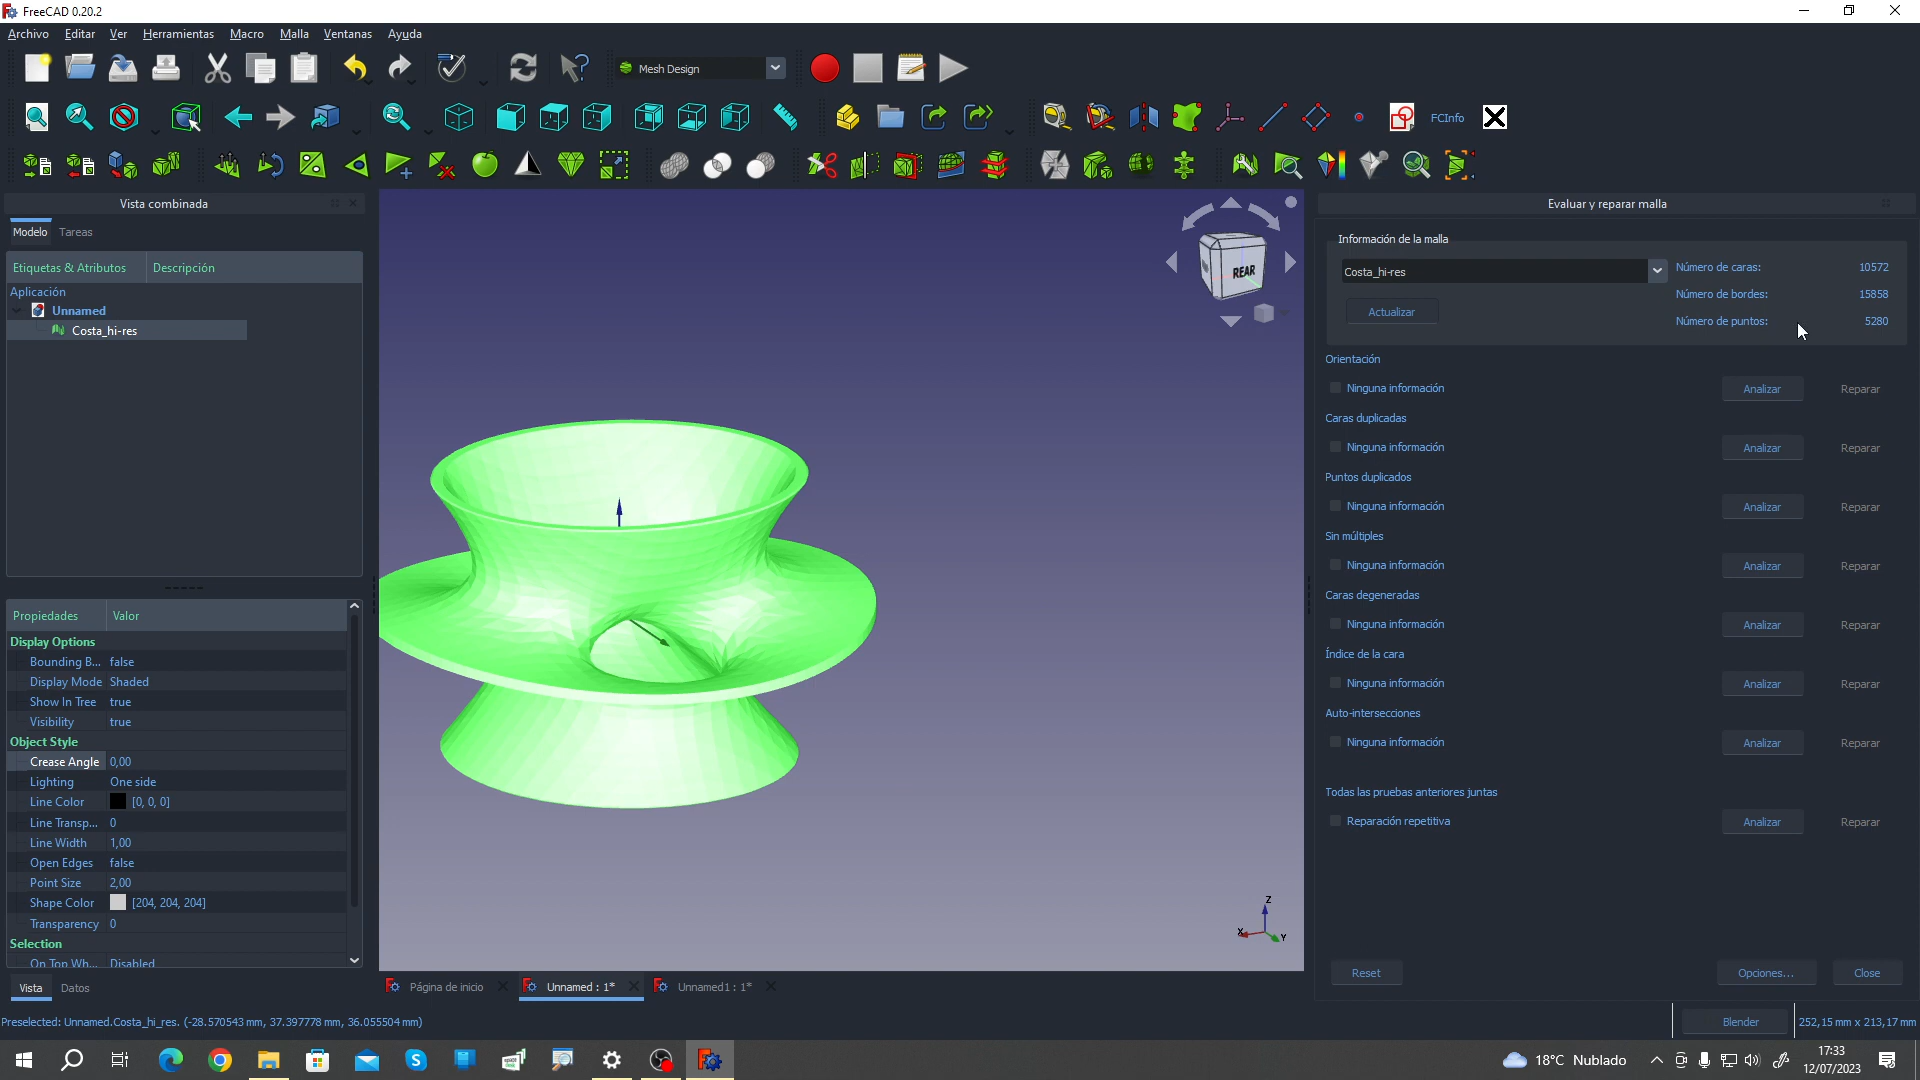 FreeCAD 0.20.2
Archivo Editar Ver Herramientas Macro Malla Ventanas Ayuda
Mesh Design
FCInfo
Vista combinada
Modelo Tareas
Etiquetas & Atributos Descripción
Aplicación
Unnamed
Costa_hi-res
Propiedades Valor
Display Options
Bounding B... false
Display Mode Shaded
Show In Tree true
Visibility true
Object Style
Crease Angle 0,00
Lighting One side
Line Color [0, 0, 0]
Line Transp... 0
Line Width 1,00
Open Edges false
Point Size 2,00
Shape Color [204, 204, 204]
Transparency 0
Selection
On Top Wh... Disabled
Vista Datos
REAR
Z
X
Y
Página de inicio Unnamed : 1* Unnamed1 : 1*
Evaluar y reparar malla
Información de la malla
Costa_hi-res
Actualizar
Número de caras: 10572
Número de bordes: 15858
Número de puntos: 5280
Orientación
Ninguna información Analizar Reparar
Caras duplicadas
Ninguna información Analizar Reparar
Puntos duplicados
Ninguna información Analizar Reparar
Sin múltiples
Ninguna información Analizar Reparar
Caras degeneradas
Ninguna información Analizar Reparar
Índice de la cara
Ninguna información Analizar Reparar
Auto-intersecciones
Ninguna información Analizar Reparar
Todas las pruebas anteriores juntas
Reparación repetitiva Analizar Reparar
Reset Opciones... Close
Preselected: Unnamed.Costa_hi_res. (-28.570543 mm, 37.397778 mm, 36.055504 mm)
Blender 252,15 mm x 213,17 mm
18°C Nublado
17:33
12/07/2023